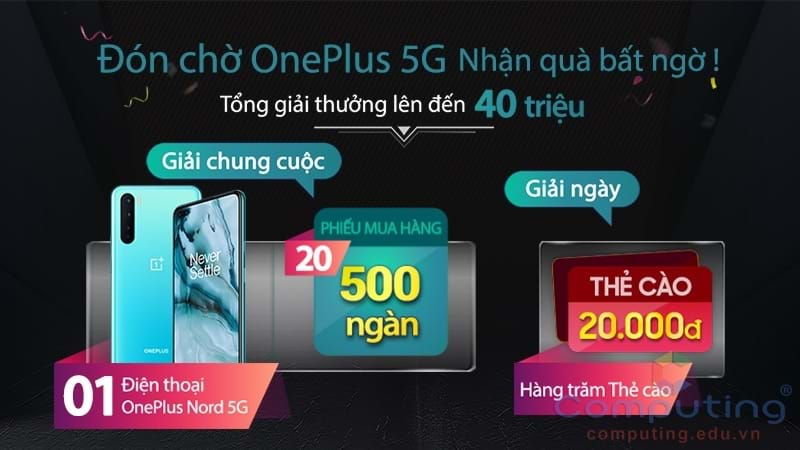 Đón chờ OnePlus 5G Nhận quà bất ngờ !
Tổng giải thưởng lên đến 40 triệu
Giải chung cuộc
Never
Settle
ONEPLUS
01 Điện thoại
OnePlus Nord 5G
PHIẾU MUA HÀNG
20
500
ngàn
Giải ngày
THẺ CÀO
20.000đ
Hàng trăm Thẻ cào
Computing®
computing.edu.vn